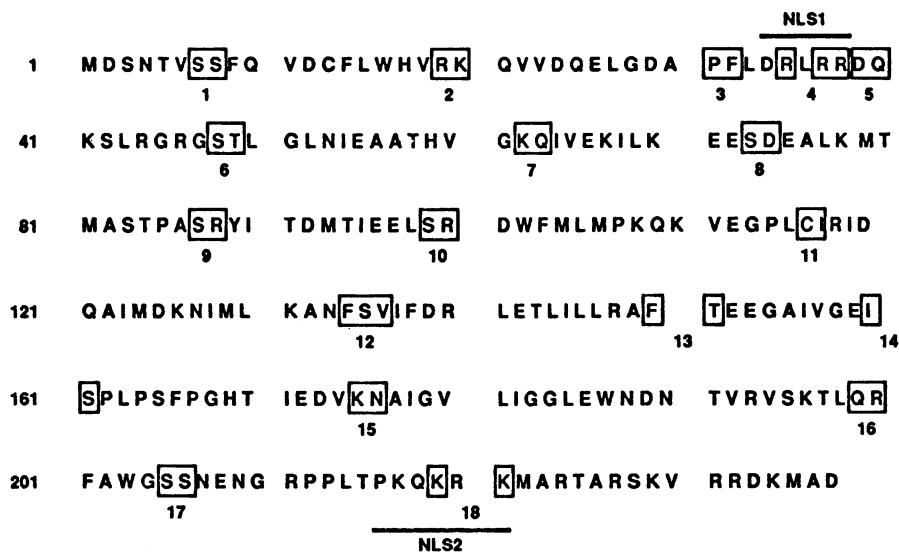 NLS1
1 MDSNTVSSFQ VDCFLWHVRK QVVDQELGDA PFLDRLRRDQ
1 2 3 4 5
41 KSLRGRGSTL GLNIEAATHV GKQIVEKILK EESDEALKMT
6 7 8
81 MASTPASRYI TDMTIEELSR DWFMLMPKQK VEGPLCIRID
9 10 11
121 QAIMDKNIML KANFSVIFDR LETLILLRAF TEEGAIVGEI
12 13 14
161 SPLPSFPGHT IEDVKNAIGV LIGGLEWNDN TVRVSKTLQR
15 16
201 FAWGSSNENG RPPLTPKQKR KMARTARSKV RRDKMAD
17 18
NLS2